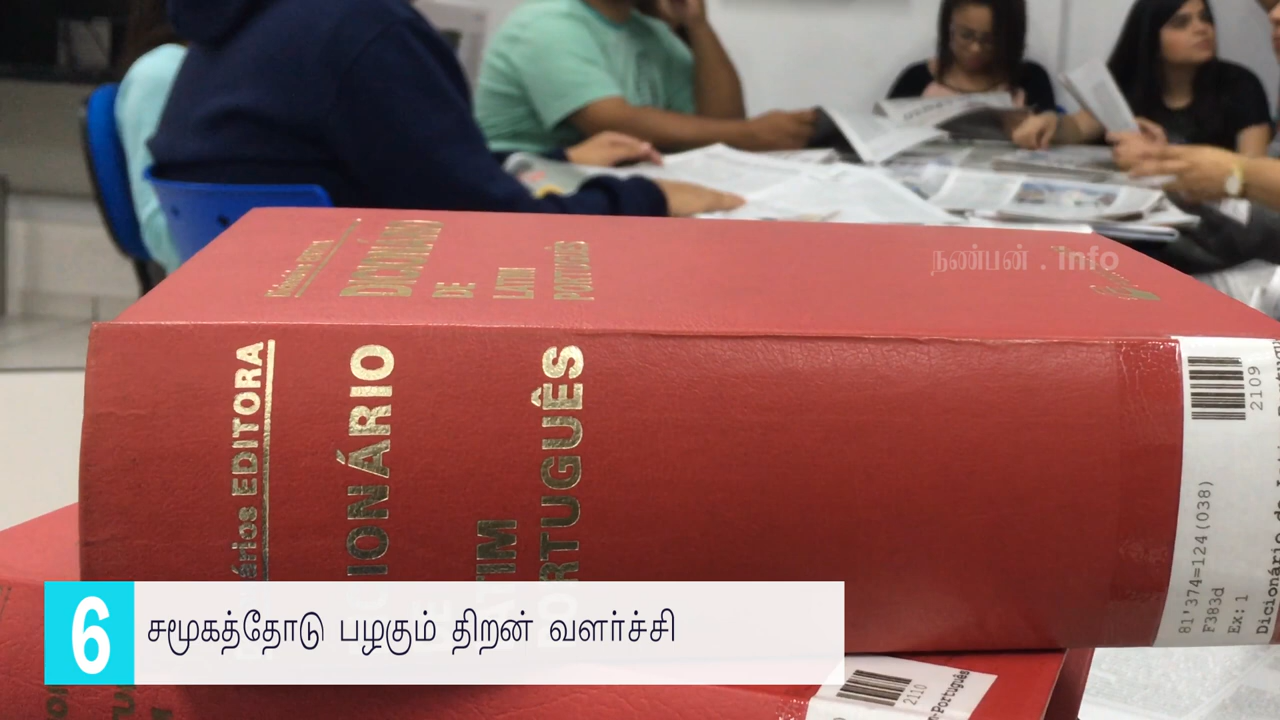 DICIONÁRIO
DE
LATIM
PORTUGUÊS
நண்பன் . info
EDITORA
PORTUGUÊS
2109
81'374=124(038)
F383d
Ex: 1
6 சமூகத்தோடு பழகும் திறன் வளர்ச்சி
2110